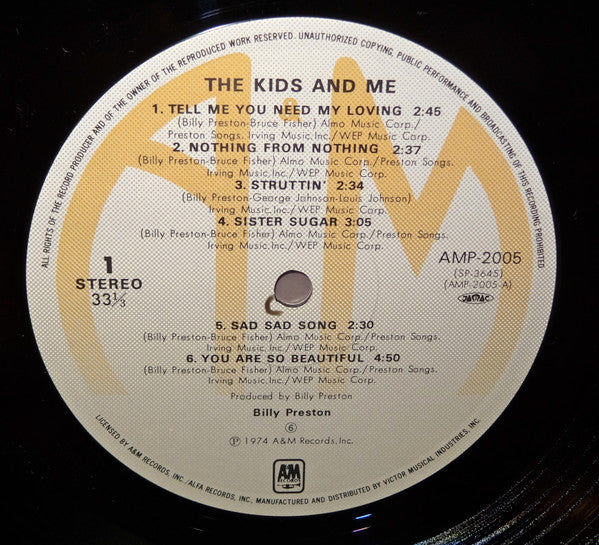 ALL RIGHTS OF THE RECORD PRODUCER AND OF THE OWNER OF THE REPRODUCED WORK RESERVED. UNAUTHORIZED COPYING, PUBLIC PERFORMANCE AND BROADCASTING OF THIS RECORDING PROHIBITED
THE KIDS AND ME
1. TELL ME YOU NEED MY LOVING 2:45
(Billy Preston-Bruce Fisher) Almo Music Corp./
Preston Songs. Irving Music, Inc./WEP Music Corp.
2. NOTHING FROM NOTHING 2:37
(Billy Preston-Bruce Fisher) Almo Music Corp./Preston Songs.
Irving Music, Inc./WEP Music Corp.
3. STRUTTIN' 2:34
(Billy Preston-George Johnson-Louis Johnson)
Irving Music, Inc./WEP Music Corp.
4. SISTER SUGAR 3:05
(Billy Preston-Bruce Fisher) Almo Music Corp./Preston Songs.
Irving Music, Inc./WEP Music Corp.
1
STEREO
33⅓
AMP-2005
(SP-3645)
(AMP-2005-A)
JASRAC
5. SAD SAD SONG 2:30
(Billy Preston-Bruce Fisher) Almo Music Corp./Preston Songs.
Irving Music, Inc./WEP Music Corp.
6. YOU ARE SO BEAUTIFUL 4:50
(Billy Preston-Bruce Fisher) Almo Music Corp./Preston Songs.
Irving Music, Inc./WEP Music Corp.
Produced by Billy Preston
Billy Preston
⑥
Ⓟ 1974 A&M Records, Inc.
A&M
RECORDS
LICENSED BY A&M RECORDS, INC./ALFA RECORDS, INC., MANUFACTURED AND DISTRIBUTED BY VICTOR MUSICAL INDUSTRIES, INC.